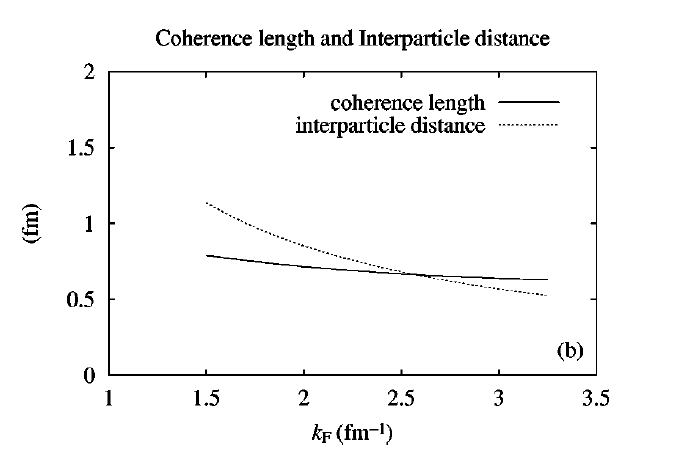 Coherence length and Interparticle distance
2
coherence length
interparticle distance
1.5
(fm)
1
0.5
(b)
0
1 1.5 2 2.5 3 3.5
kF (fm−1)